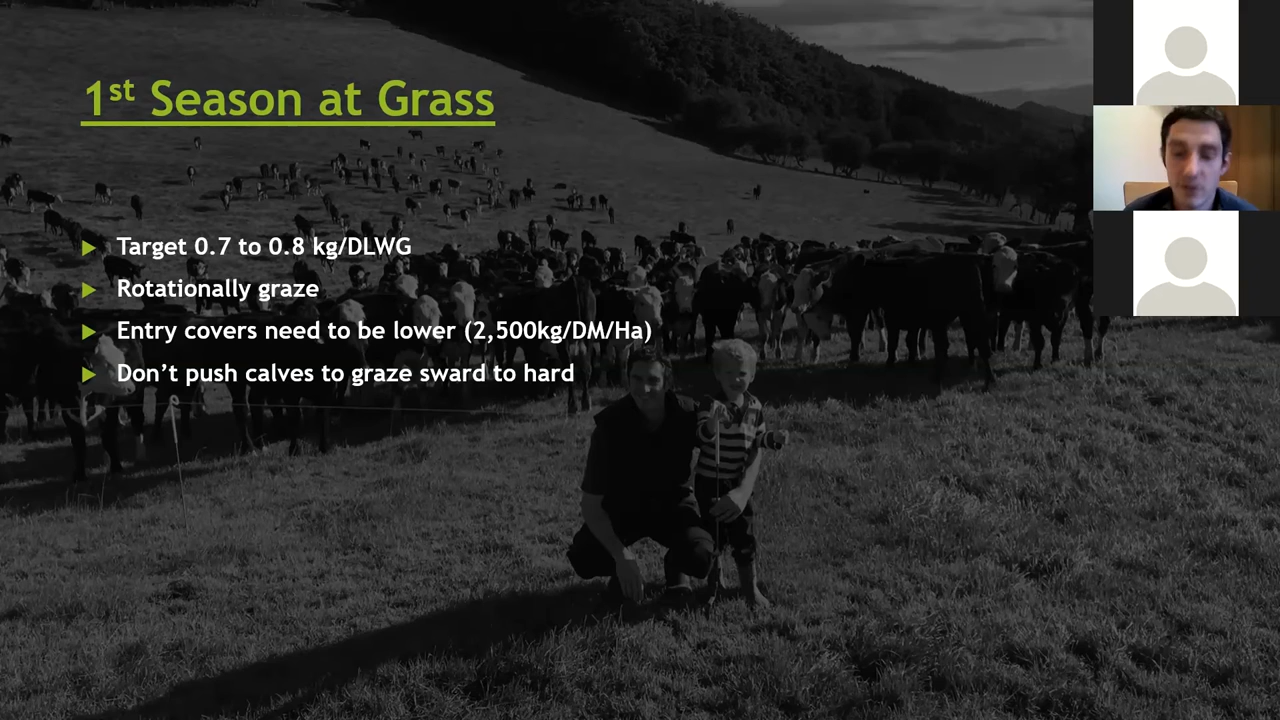 1st Season at Grass
Target 0.7 to 0.8 kg/DLWG
Rotationally graze
Entry covers need to be lower (2,500kg/DM/Ha)
Don't push calves to graze sward to hard